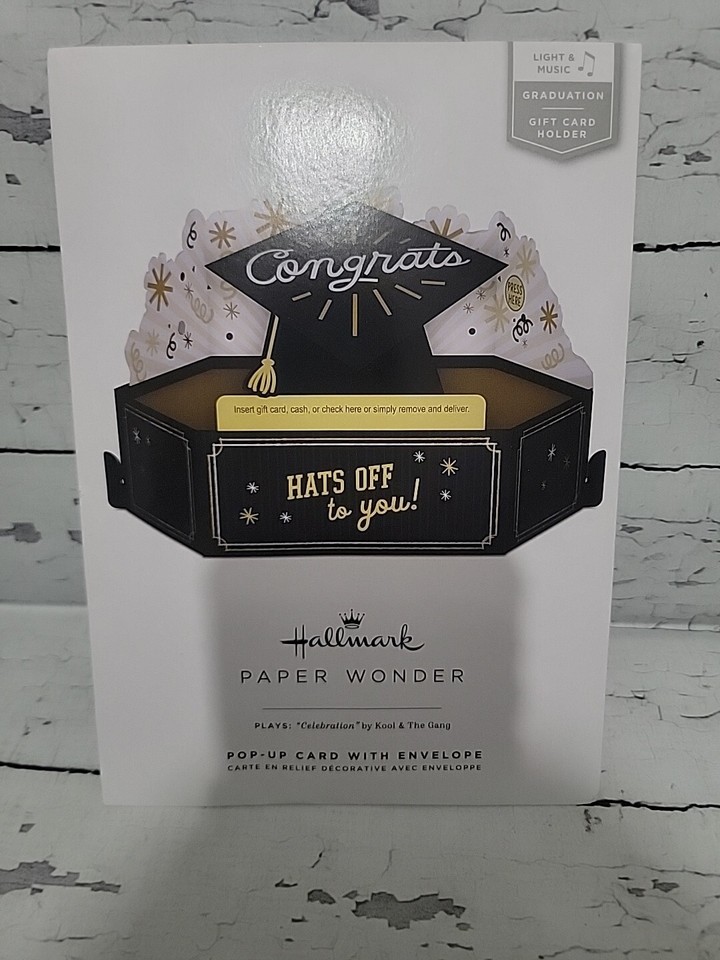 LIGHT &
MUSIC
GRADUATION
GIFT CARD
HOLDER
Congrats
PRESS
HERE
Insert gift card, cash, or check here or simply remove and deliver.
HATS OFF
to you!
Hallmark
PAPER WONDER
PLAYS: "Celebration" by Kool & The Gang
POP-UP CARD WITH ENVELOPE
CARTE EN RELIEF DÉCORATIVE AVEC ENVELOPPE